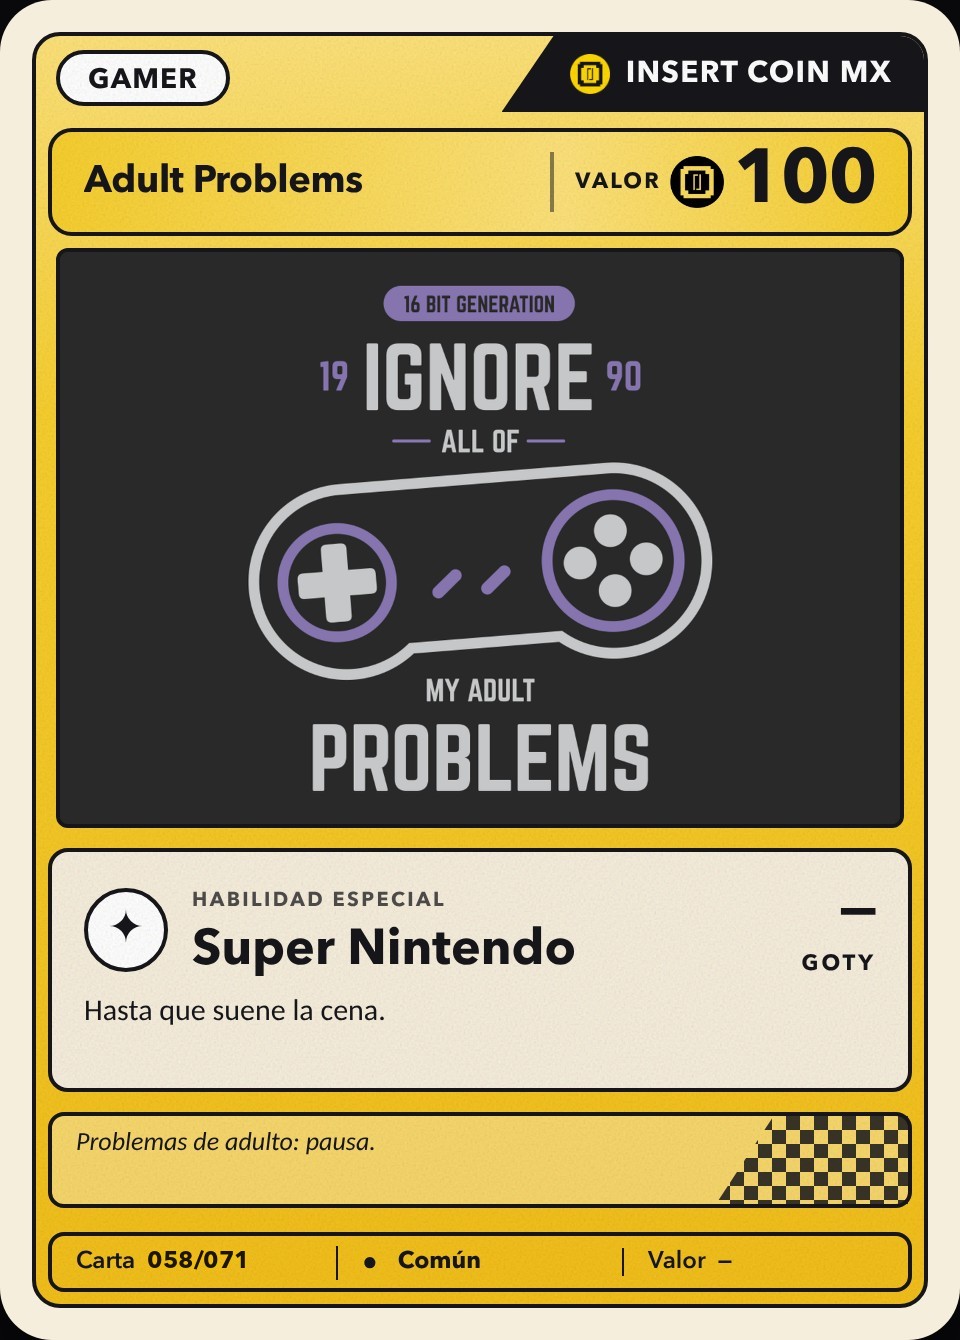 GAMER
INSERT COIN MX
Adult Problems
VALOR 100
16 BIT GENERATION
19 IGNORE 90
ALL OF
MY ADULT
PROBLEMS
HABILIDAD ESPECIAL
Super Nintendo
—
GOTY
Hasta que suene la cena.
Problemas de adulto: pausa.
Carta 058/071 • Común Valor –